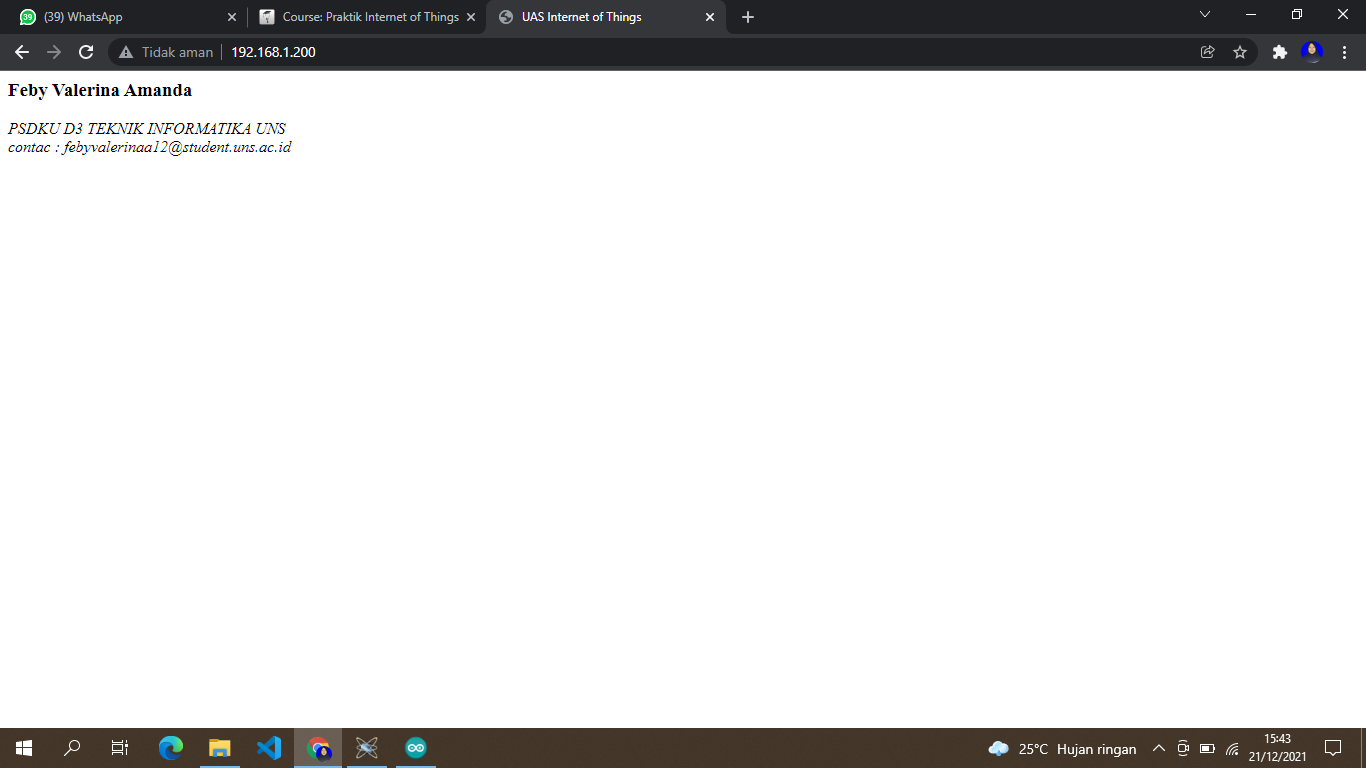 39
(39) WhatsApp
Course: Praktik Internet of Things
UAS Internet of Things
Tidak aman
192.168.1.200
Feby Valerina Amanda
PSDKU D3 TEKNIK INFORMATIKA UNS
contac : febyvalerinaa12@student.uns.ac.id
25°C Hujan ringan
15:43
21/12/2021